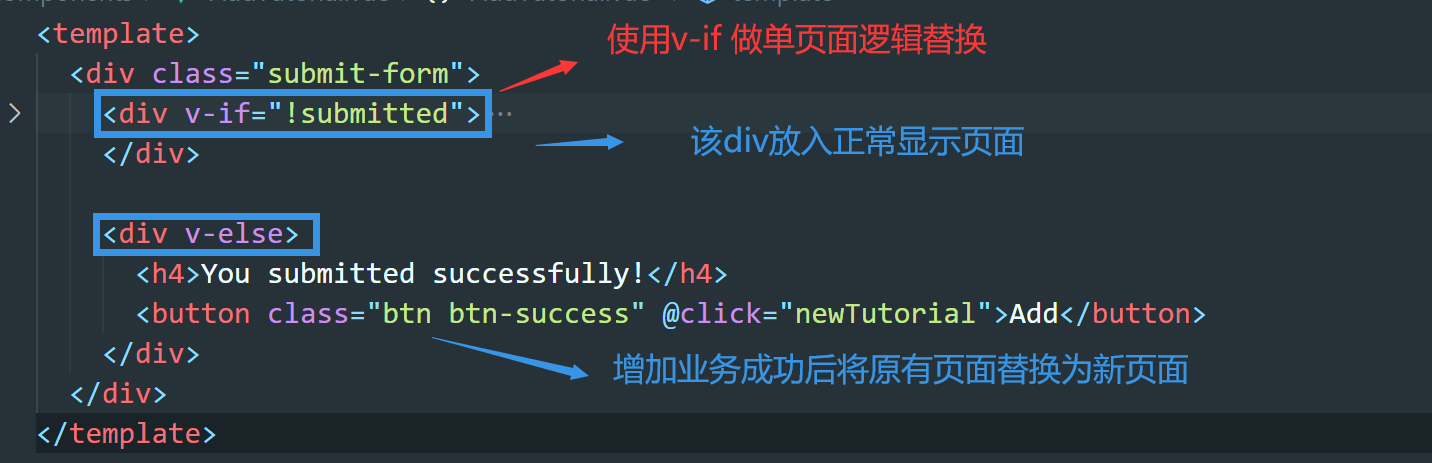 <template>
使用v-if 做单页面逻辑替换
<div class="submit-form">
<div v-if="!submitted">···
该div放入正常显示页面
</div>
<div v-else>
<h4>You submitted successfully!</h4>
<button class="btn btn-success" @click="newTutorial">Add</button>
</div>
增加业务成功后将原有页面替换为新页面
</div>
</template>